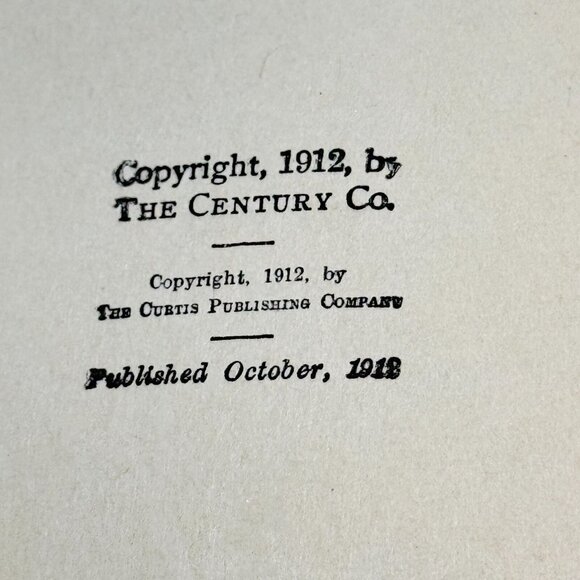 Copyright, 1912, by
THE CENTURY CO.
Copyright, 1912, by
THE CURTIS PUBLISHING COMPANY
Published October, 1912